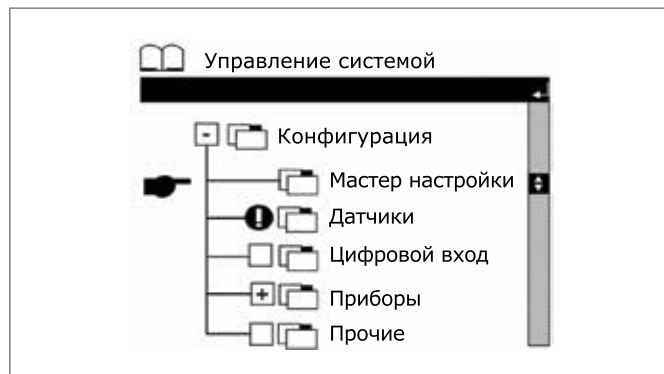 Управление системой
- Конфигурация
Мастер настройки
! Датчики
Цифровой вход
+ Приборы
Прочие